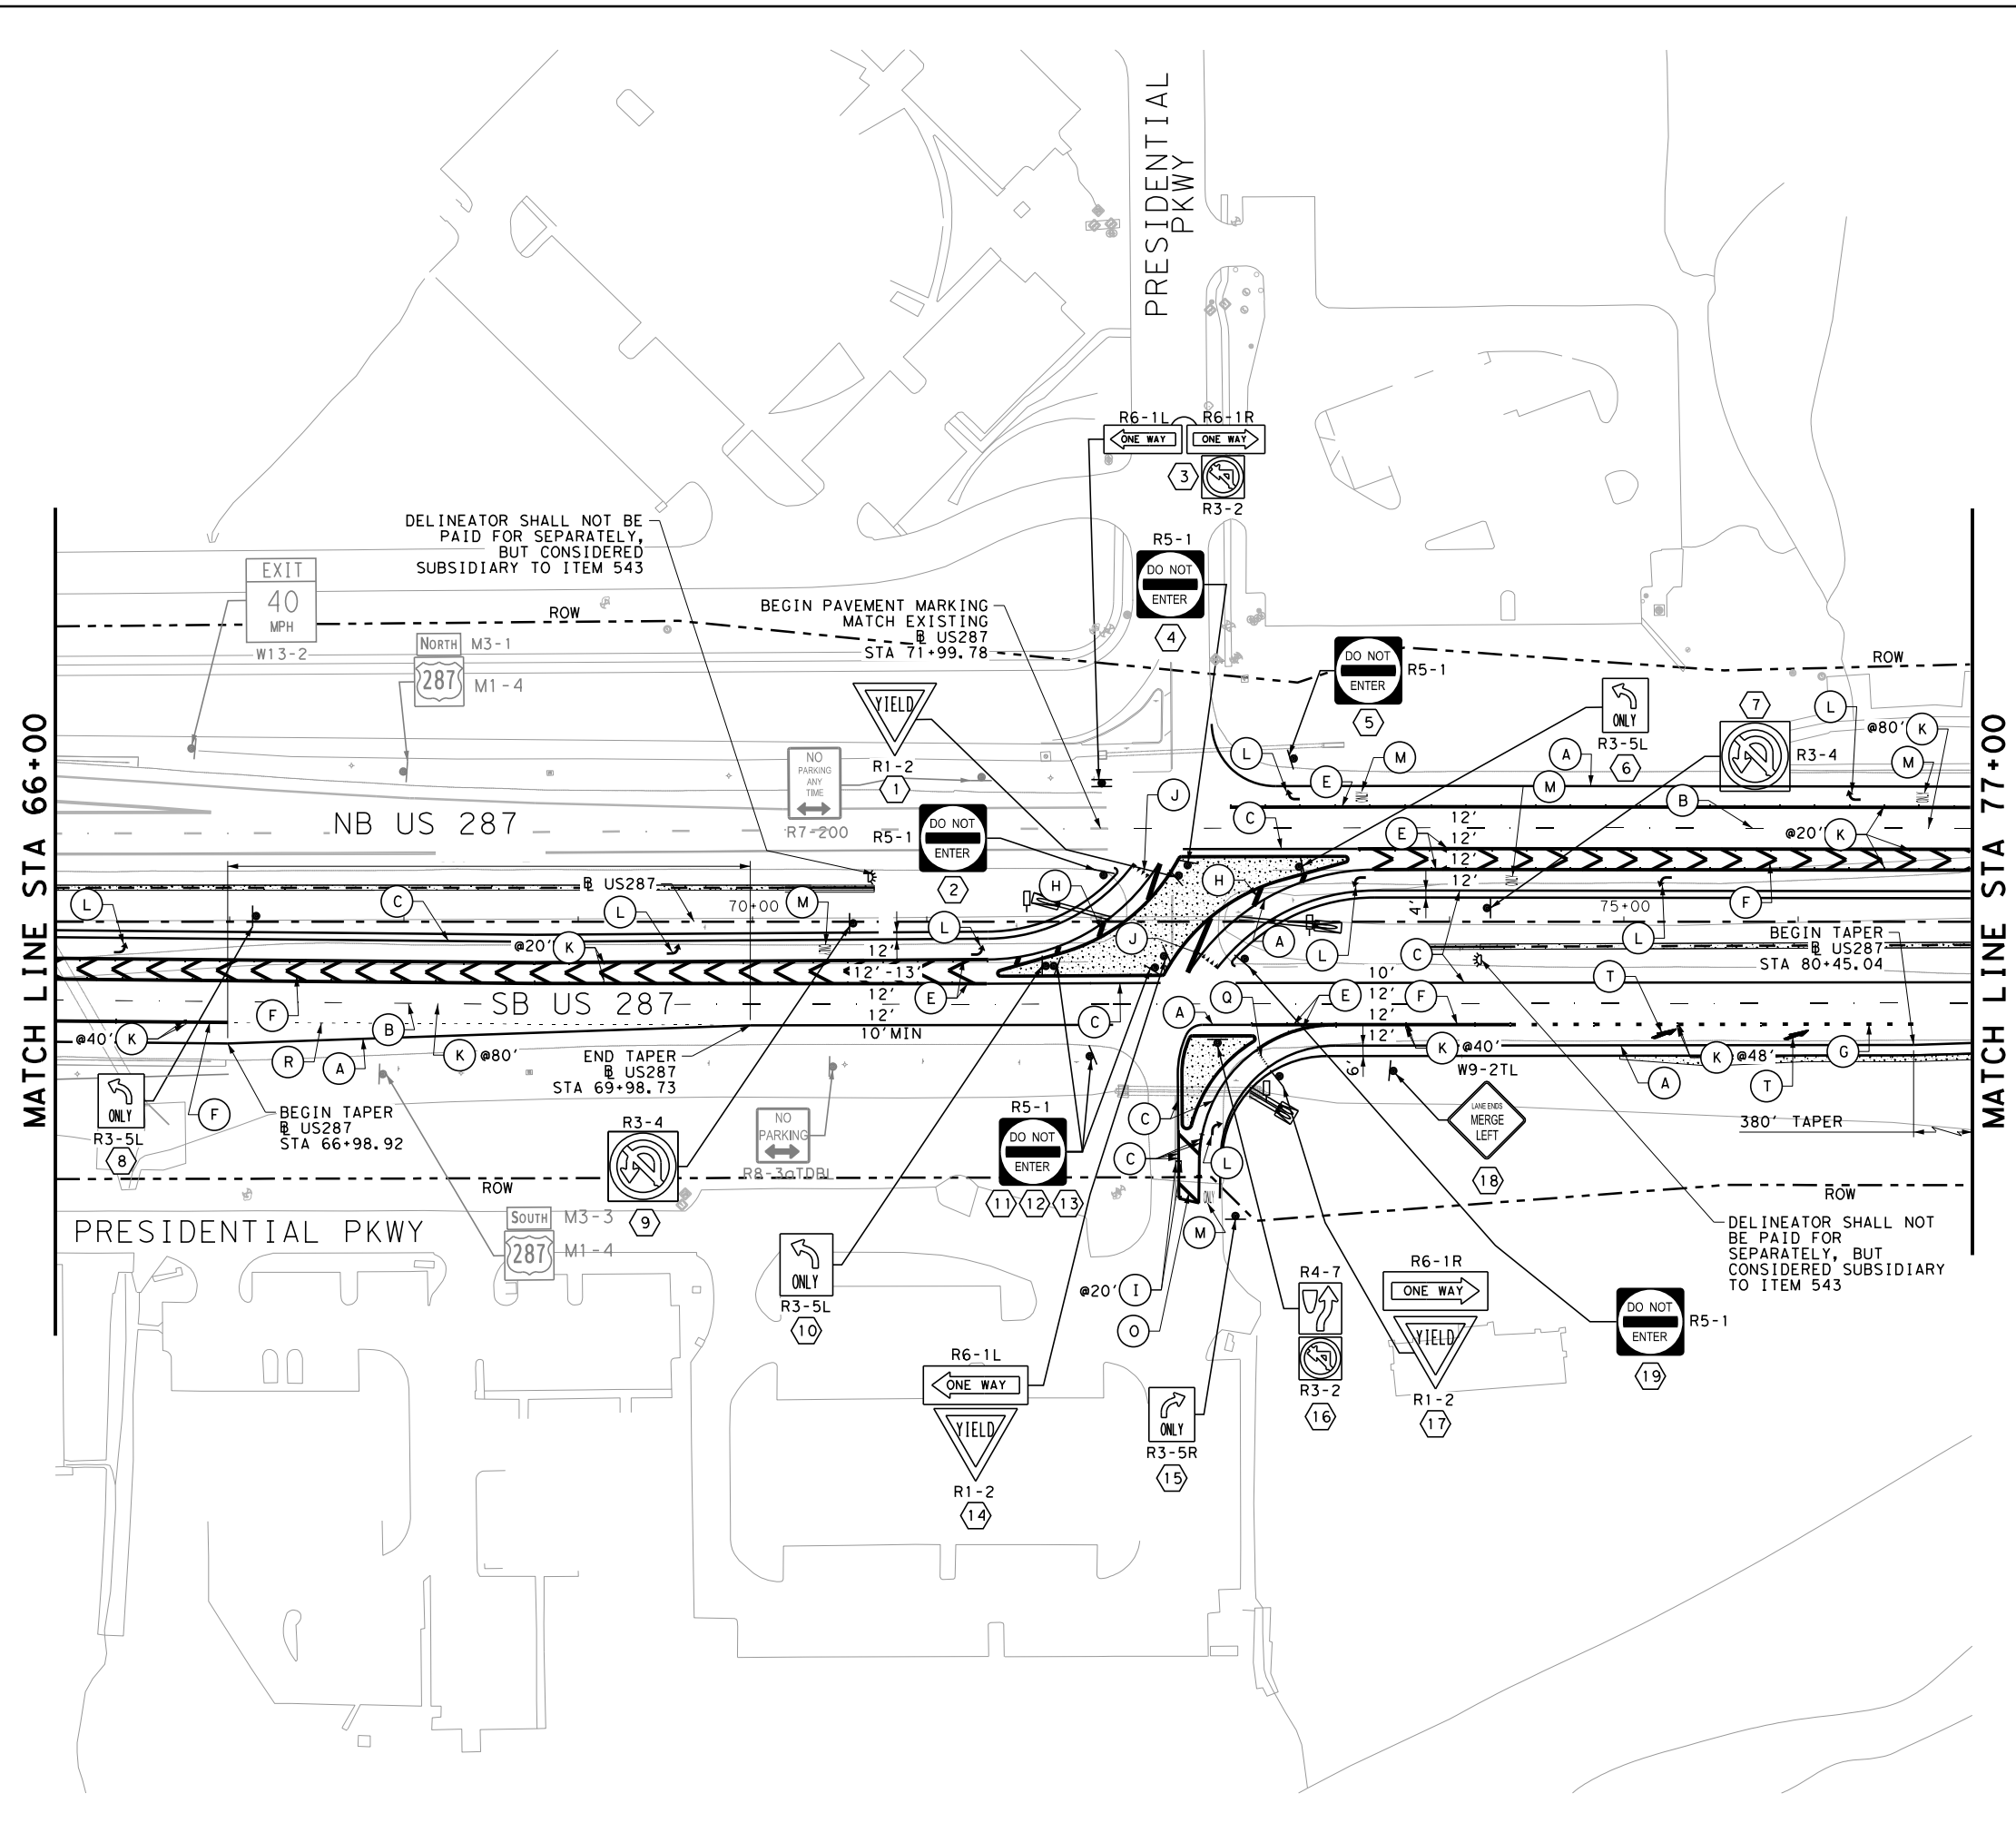 PRESIDENTIAL
PKWY
R6-1L
R6-1R
ONE WAY
ONE WAY
3
R3-2
DELINEATOR SHALL NOT BE
PAID FOR SEPARATELY,
BUT CONSIDERED
SUBSIDIARY TO ITEM 543
R5-1
DO NOT
ENTER
4
EXIT
40
MPH
W13-2
ROW
BEGIN PAVEMENT MARKING
MATCH EXISTING
℄ US287
STA 71+99.78
NORTH
M3-1
287
M1-4
DO NOT
ENTER
R5-1
5
ROW
YIELD
R1-2
1
ONLY
R3-5L
6
7
R3-4
L
@80'
K
M
MATCH LINE STA 66+00
MATCH LINE STA 77+00
NO
PARKING
ANY
TIME
R7-200
L
E
M
A
M
B
J
C
E
12'
12'
12'
12'
@20'
K
NB US 287
R5-1
DO NOT
ENTER
2
H
H
℄ US287
70+00
M
L
C
L
L
4'
75+00
F
J
A
L
L
C
BEGIN TAPER
℄ US287
STA 80+45.04
@20'
K
12'
12'-13'
12'
12'
10'MIN
E
SB US 287
10'
12'
12'
12'
Q
E
F
T
A
C
@40'
K
F
B
R
A
K
@80'
END TAPER
℄ US287
STA 69+98.73
6'
K
@40'
K
@48'
G
A
T
W9-2TL
LANE ENDS
MERGE
LEFT
18
380' TAPER
ONLY
R3-5L
8
F
BEGIN TAPER
℄ US287
STA 66+98.92
R3-4
9
NO
PARKING
R8-3aTDBL
R5-1
DO NOT
ENTER
11
12
13
C
C
L
ONLY
M
ROW
ROW
PRESIDENTIAL PKWY
SOUTH
M3-3
287
M1-4
ONLY
R3-5L
10
@20'
I
O
DELINEATOR SHALL NOT
BE PAID FOR
SEPARATELY, BUT
CONSIDERED SUBSIDIARY
TO ITEM 543
R4-7
R3-2
16
R6-1R
ONE WAY
YIELD
R1-2
17
DO NOT
ENTER
R5-1
19
R6-1L
ONE WAY
YIELD
R1-2
14
ONLY
R3-5R
15